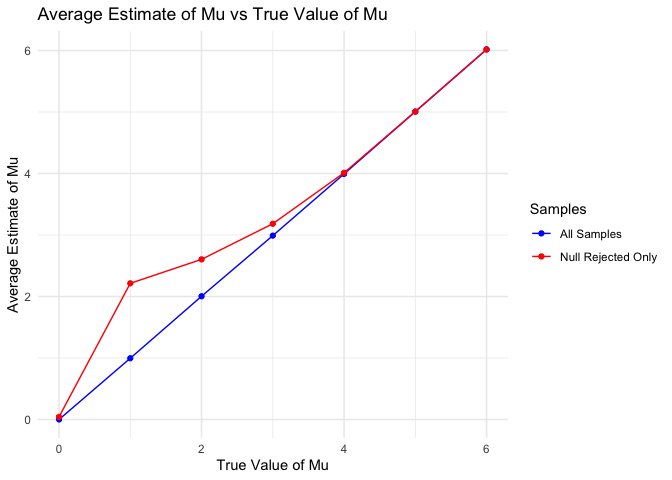 Average Estimate of Mu vs True Value of Mu
Average Estimate of Mu
6
4
2
0
0
2
4
6
True Value of Mu
Samples
All Samples
Null Rejected Only